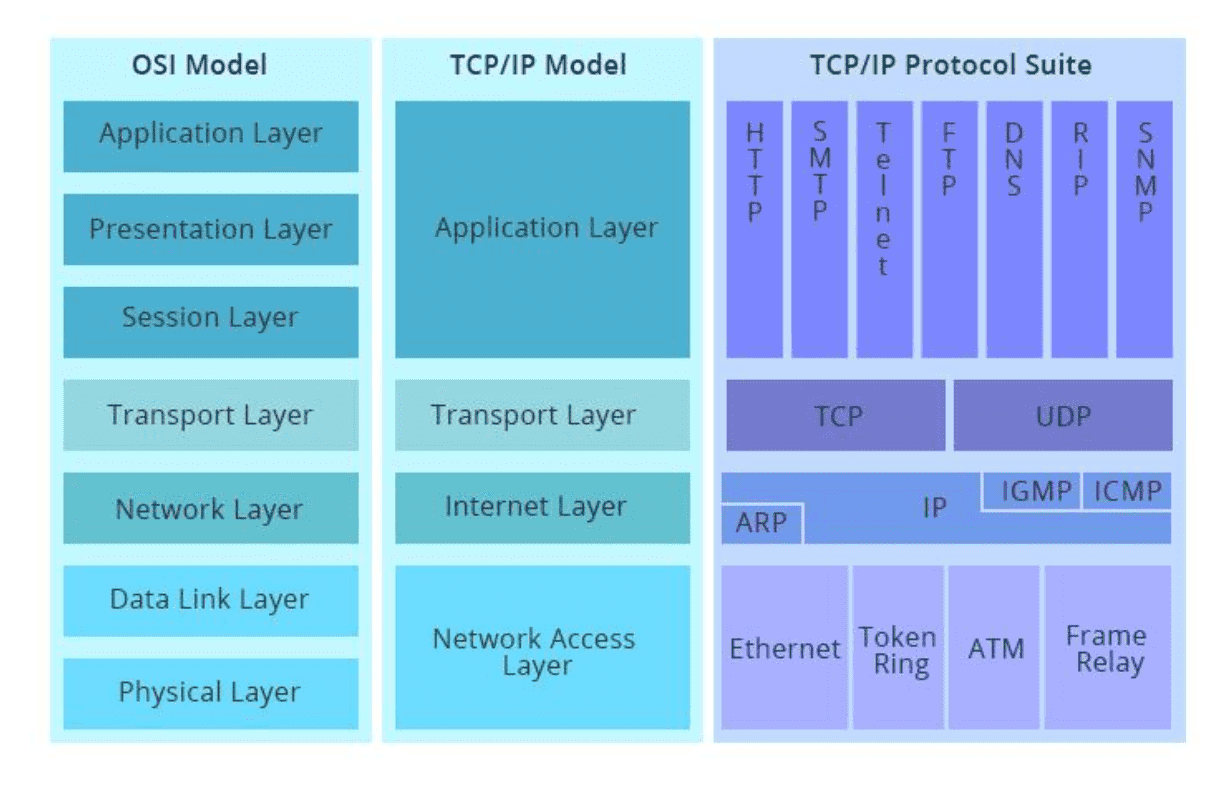 OSI Model
Application Layer
Presentation Layer
Session Layer
Transport Layer
Network Layer
Data Link Layer
Physical Layer
TCP/IP Model
Application Layer
Transport Layer
Internet Layer
Network Access
Layer
TCP/IP Protocol Suite
HTTP
SMTP
Telnet
FTP
DNS
RIP
SNMP
TCP
UDP
IP
IGMP
ICMP
ARP
Ethernet
Token
Ring
ATM
Frame
Relay